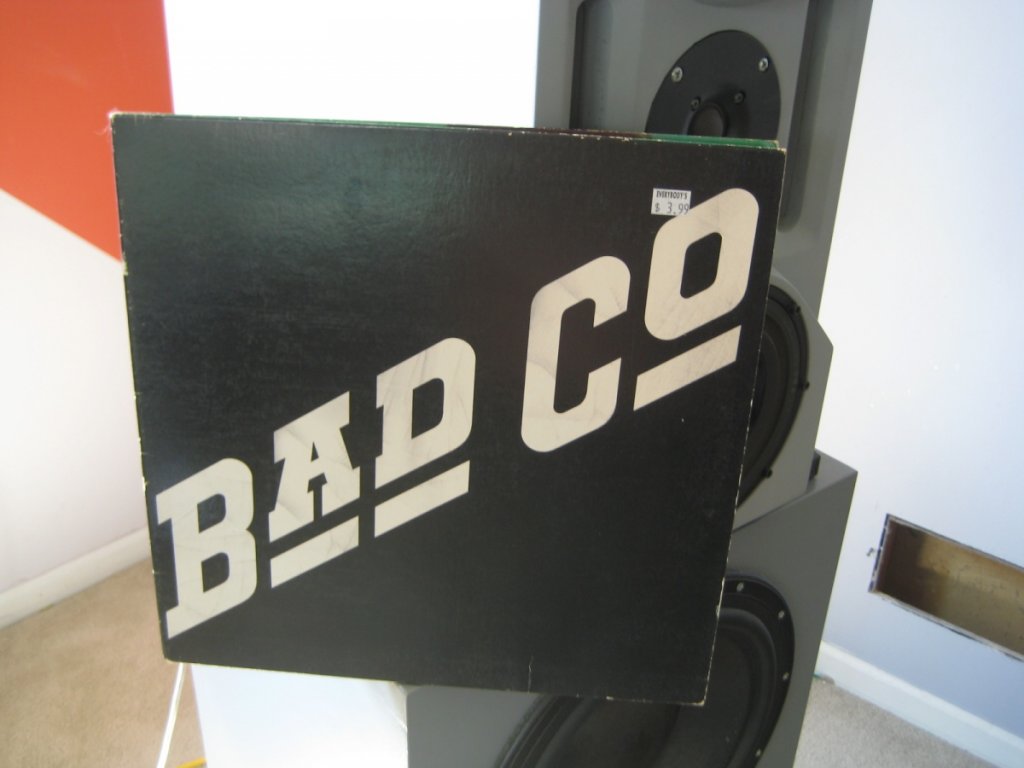 EVERYBODY'S
$ 3.99
BAD CO